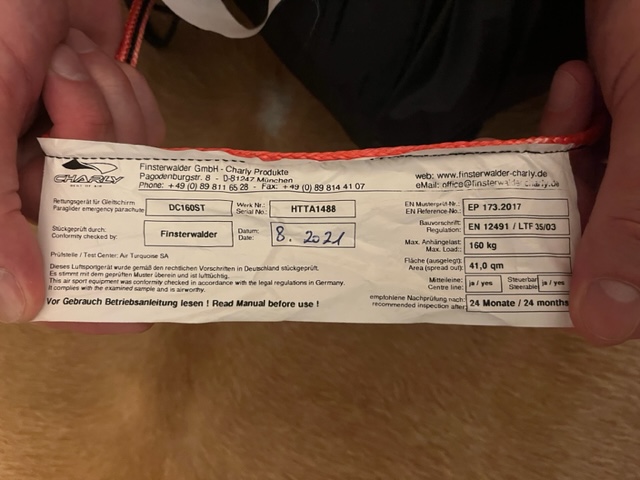 CHARLY
Finsterwalder GmbH - Charly Produkte
Pagodenburgstr. 8 - D-81247 München
Phone: +49 (0) 89 811 65 28 - Fax: +49 (0) 89 814 41 07
web: www.finsterwalder-charly.de
eMail: office@finsterwalder-charly.de
Rettungsgerät für Gleitschirm
Paraglider emergency parachute
DC160ST
Werk Nr.:
Serial No.:
HTTA1488
Stückgeprüft durch:
Conformity checked by:
Finsterwalder
Datum:
Date:
8. 2021
Prüfstelle / Test Center: Air Turquoise SA
Dieses Luftsportgerät wurde gemäß den rechtlichen Vorschriften in Deutschland stückgeprüft.
Es stimmt mit dem geprüften Muster überein und ist lufttüchtig.
This air sport equipment was conformity checked in accordance with the legal regulations in Germany.
It complies with the examined sample and is airworthy.
Vor Gebrauch Betriebsanleitung lesen ! Read Manual before use !
EN Musterprüf-Nr.:
EN Reference-No.:
EP 173.2017
Bauvorschrift:
Regulation:
EN 12491 / LTF 35/03
Max. Anhängelast:
Max. Load.:
160 kg
Fläche (ausgelegt):
Area (spread out):
41,0 qm
Mittelleine:
Centre line:
ja / yes
Steuerbar
Steerable
ja / yes
empfohlene Nachprüfung nach:
recommended inspection after:
24 Monate / 24 months